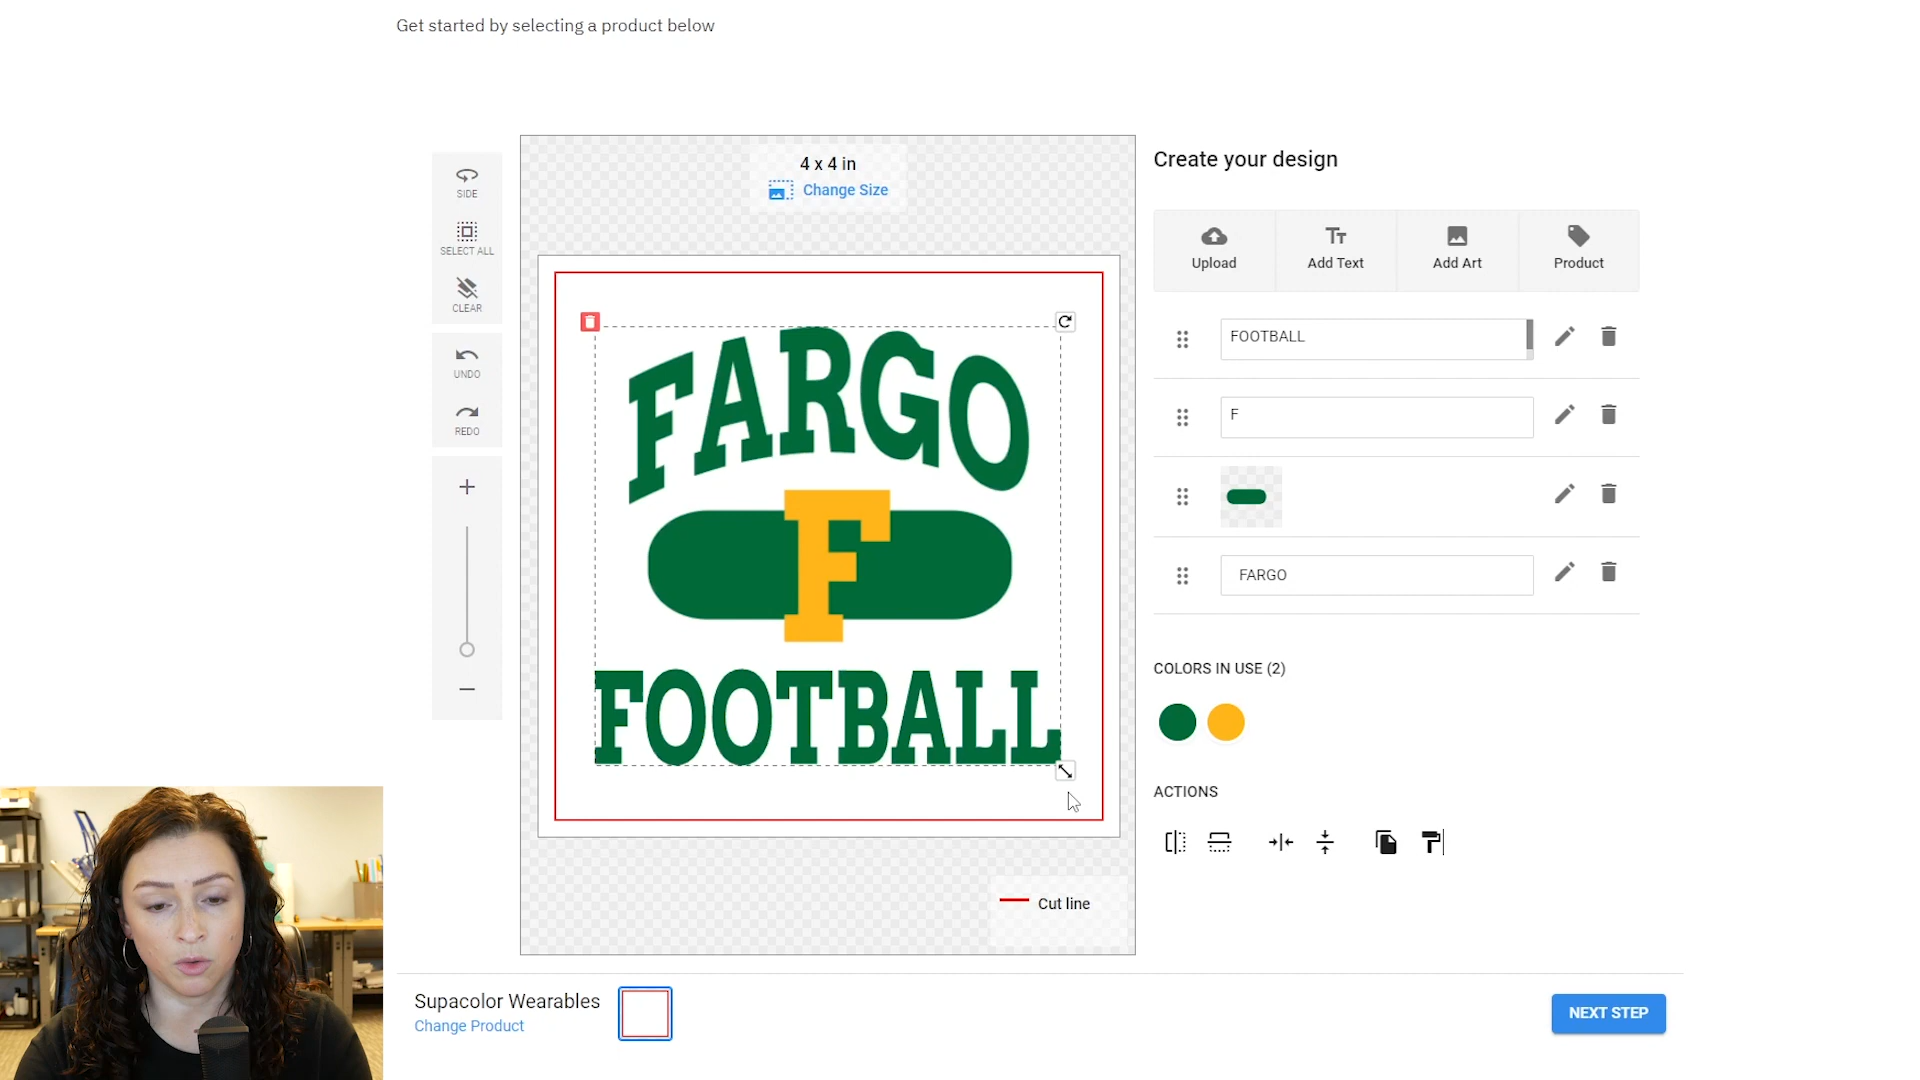 Get started by selecting a product below
SIDE
SELECT ALL
CLEAR
UNDO
REDO
4 x 4 in
Change Size
FARGO
F
FOOTBALL
Cut line
Create your design
Upload
Add Text
Add Art
Product
FOOTBALL
F
FARGO
COLORS IN USE (2)
ACTIONS
Supacolor Wearables
Change Product
NEXT STEP